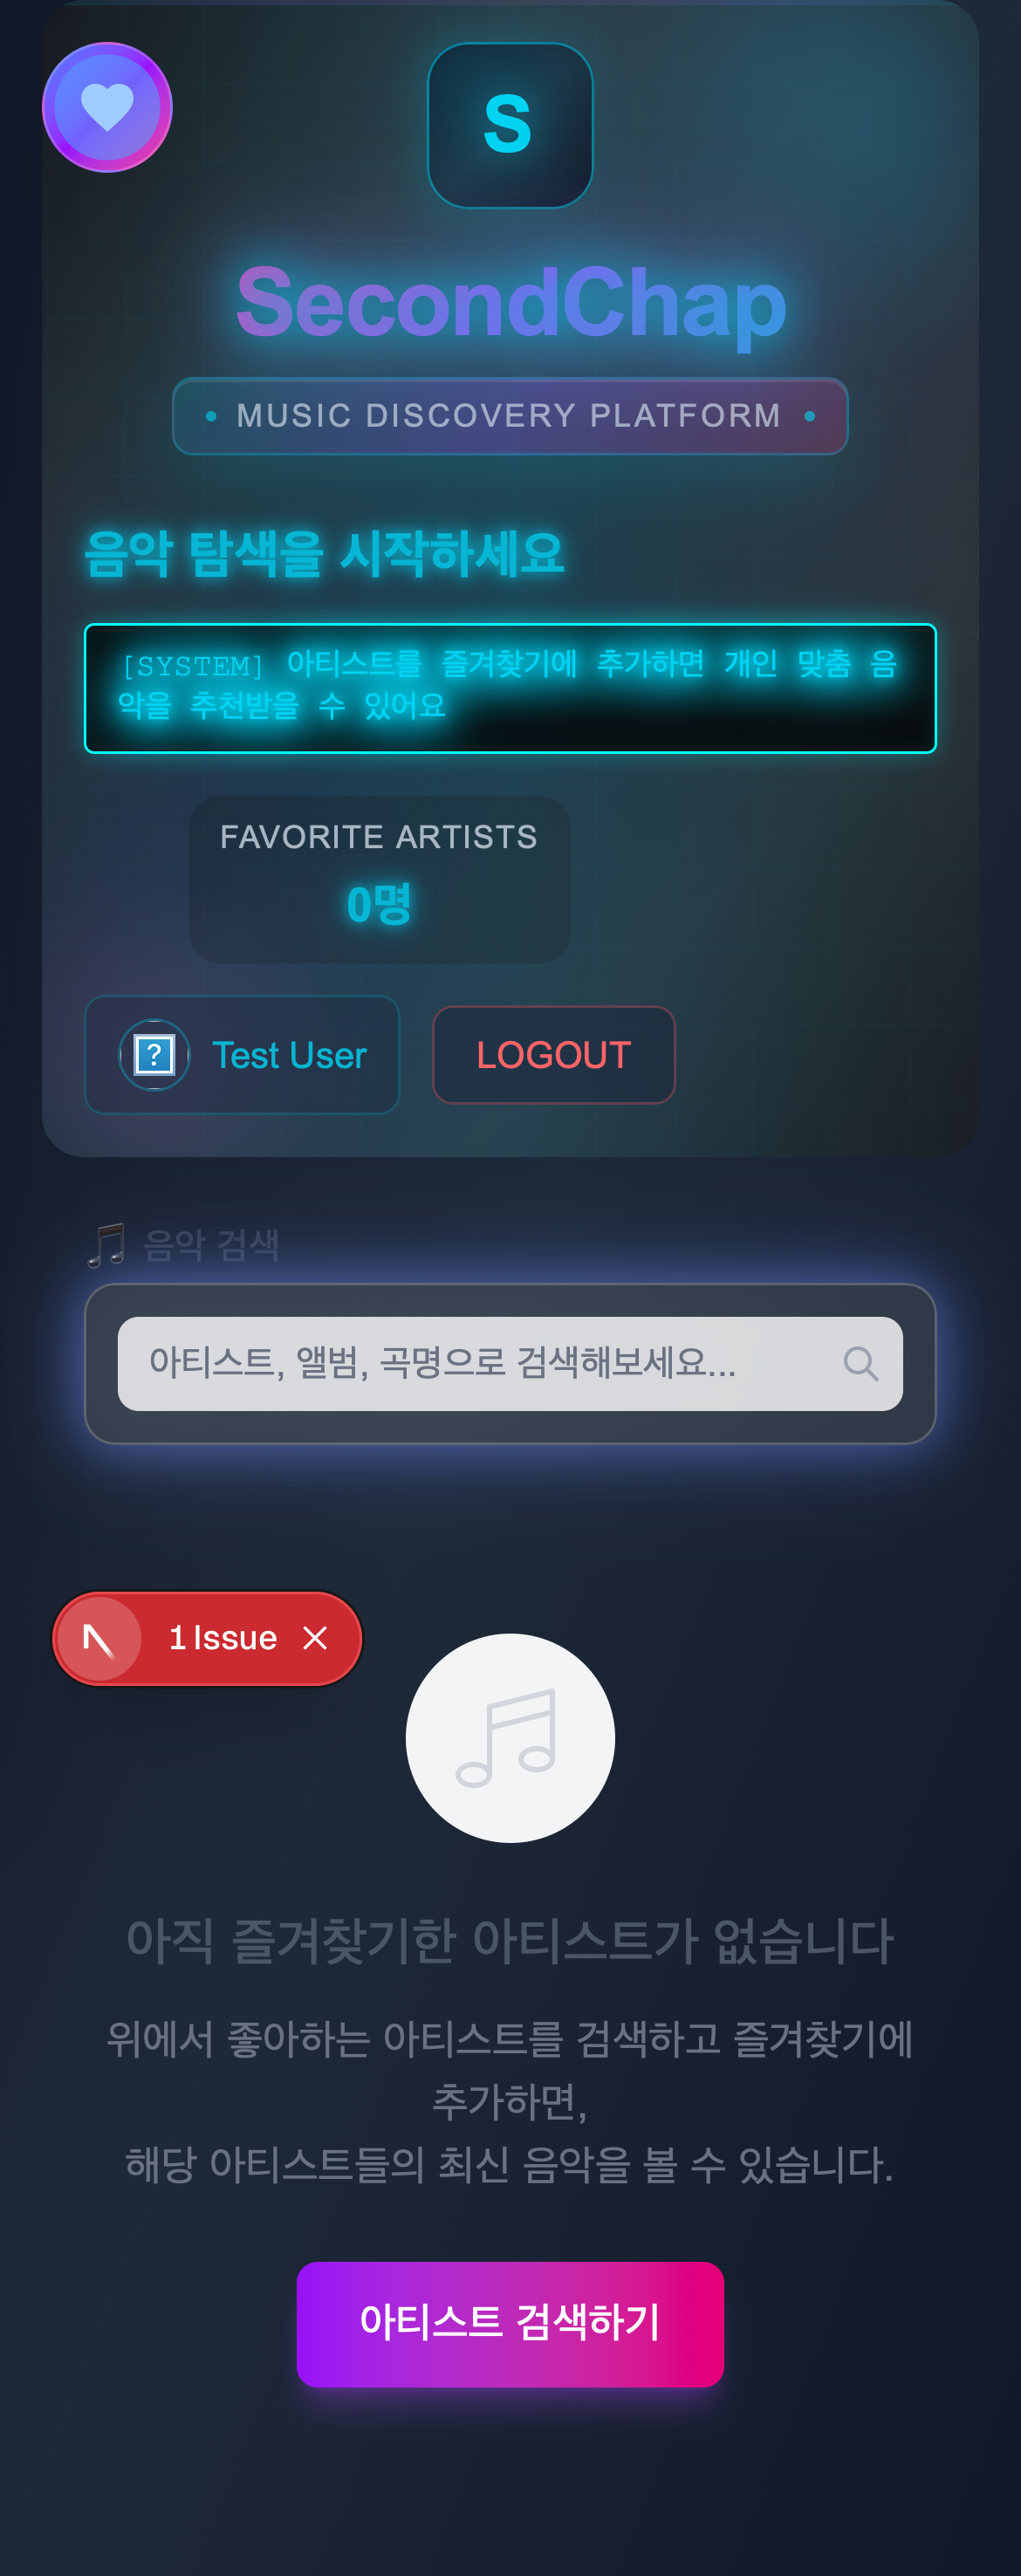 S
SecondChap
• MUSIC DISCOVERY PLATFORM •
음악 탐색을 시작하세요
[SYSTEM] 아티스트를 즐겨찾기에 추가하면 개인 맞춤 음
악을 추천받을 수 있어요
FAVORITE ARTISTS
0명
? Test User
LOGOUT
🎵 음악 검색
아티스트, 앨범, 곡명으로 검색해보세요...
N 1 Issue ×
아직 즐겨찾기한 아티스트가 없습니다
위에서 좋아하는 아티스트를 검색하고 즐겨찾기에
추가하면,
해당 아티스트들의 최신 음악을 볼 수 있습니다.
아티스트 검색하기